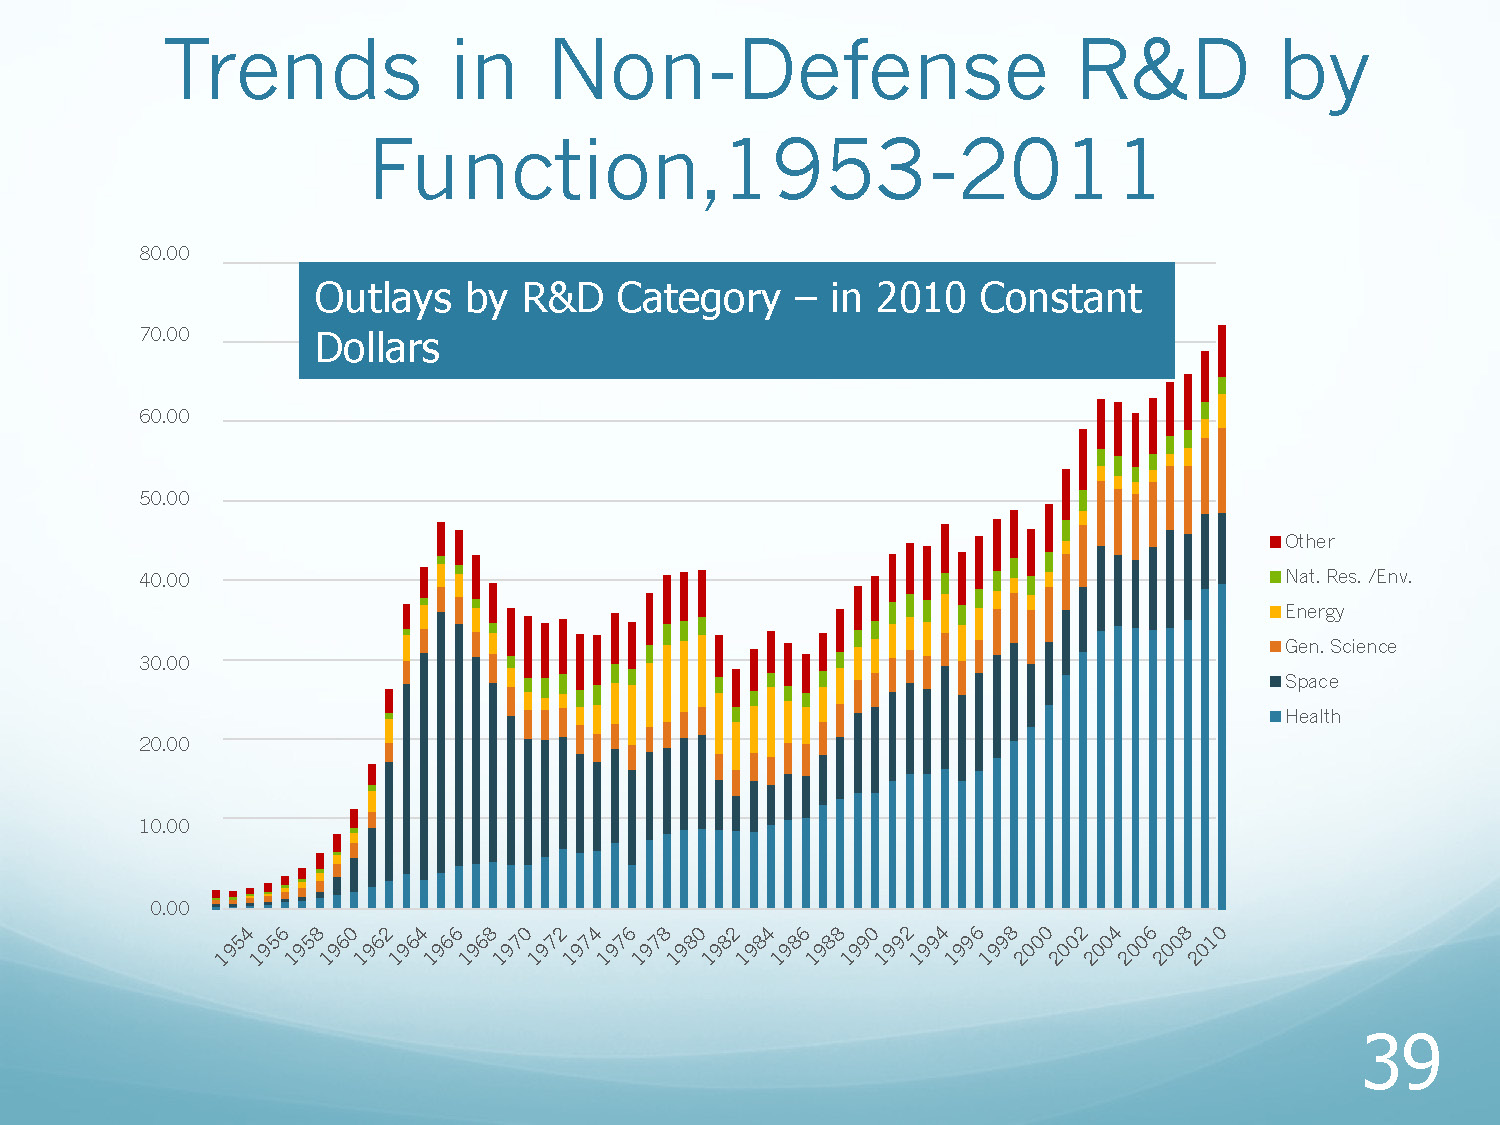 Trends in Non-Defense R&D by
Function,1953-2011
80.00
Outlays by R&D Category – in 2010 Constant
Dollars
70.00
60.00
50.00
40.00
30.00
20.00
10.00
0.00
Other
Nat. Res. /Env.
Energy
Gen. Science
Space
Health
1954 1956 1958 1960 1962 1964 1966 1968 1970 1972 1974 1976 1978 1980 1982 1984 1986 1988 1990 1992 1994 1996 1998 2000 2002 2004 2006 2008 2010
39